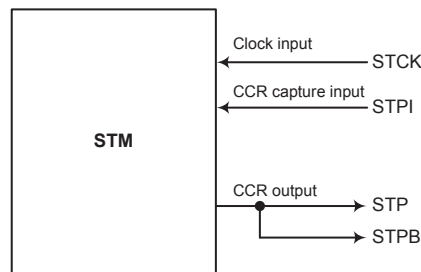 Clock input
STCK
CCR capture input
STPI
STM
CCR output
STP
STPB